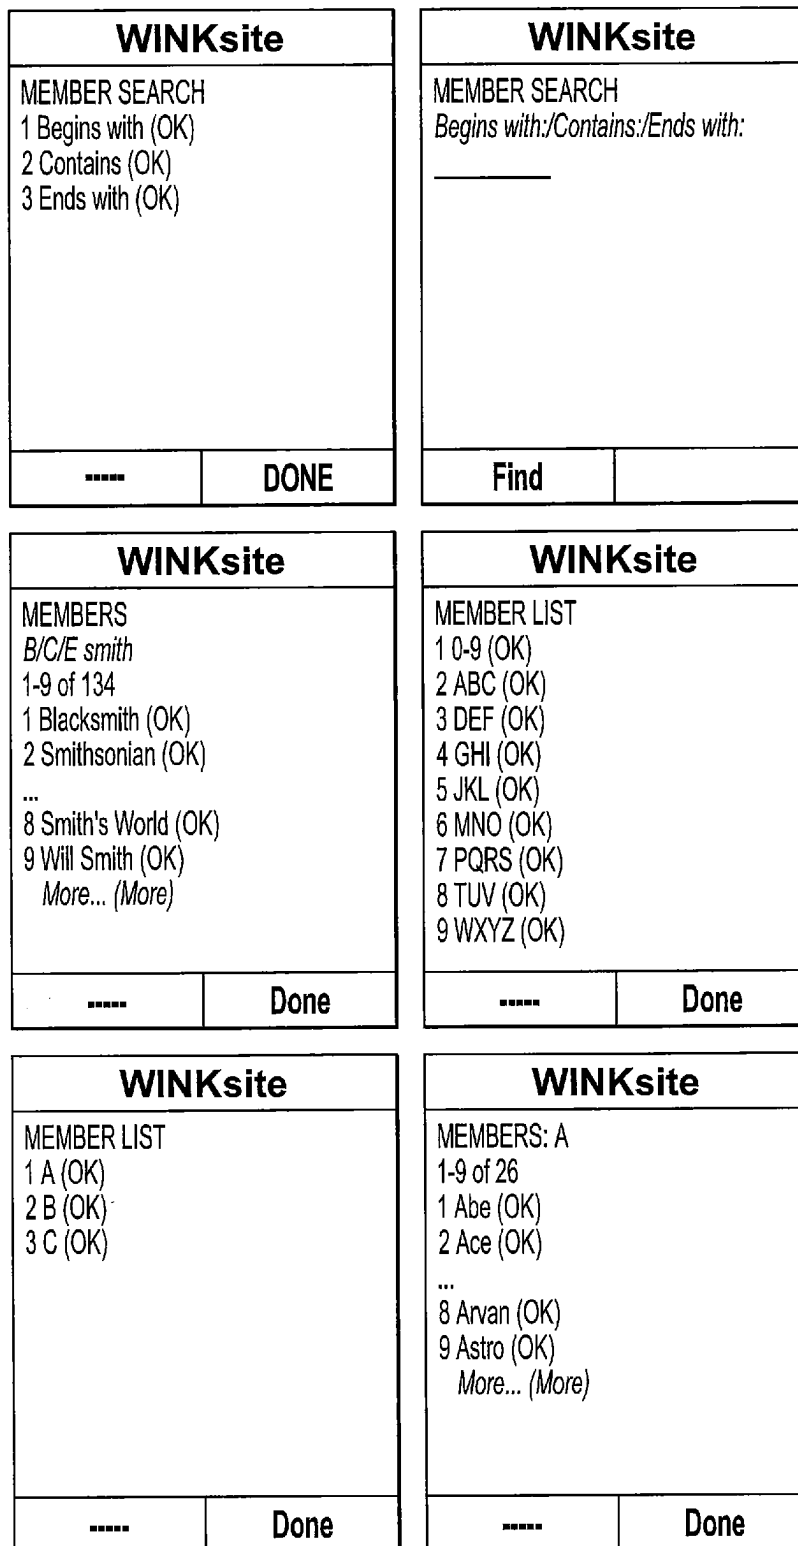 WINKsite
MEMBER SEARCH
1 Begins with (OK)
2 Contains (OK)
3 Ends with (OK)
----- DONE
WINKsite
MEMBER SEARCH
Begins with:/Contains:/Ends with:
__________
Find
WINKsite
MEMBERS
B/C/E smith
1-9 of 134
1 Blacksmith (OK)
2 Smithsonian (OK)
...
8 Smith's World (OK)
9 Will Smith (OK)
More... (More)
----- Done
WINKsite
MEMBER LIST
1 0-9 (OK)
2 ABC (OK)
3 DEF (OK)
4 GHI (OK)
5 JKL (OK)
6 MNO (OK)
7 PQRS (OK)
8 TUV (OK)
9 WXYZ (OK)
----- Done
WINKsite
MEMBER LIST
1 A (OK)
2 B (OK)
3 C (OK)
----- Done
WINKsite
MEMBERS: A
1-9 of 26
1 Abe (OK)
2 Ace (OK)
...
8 Arvan (OK)
9 Astro (OK)
More... (More)
----- Done